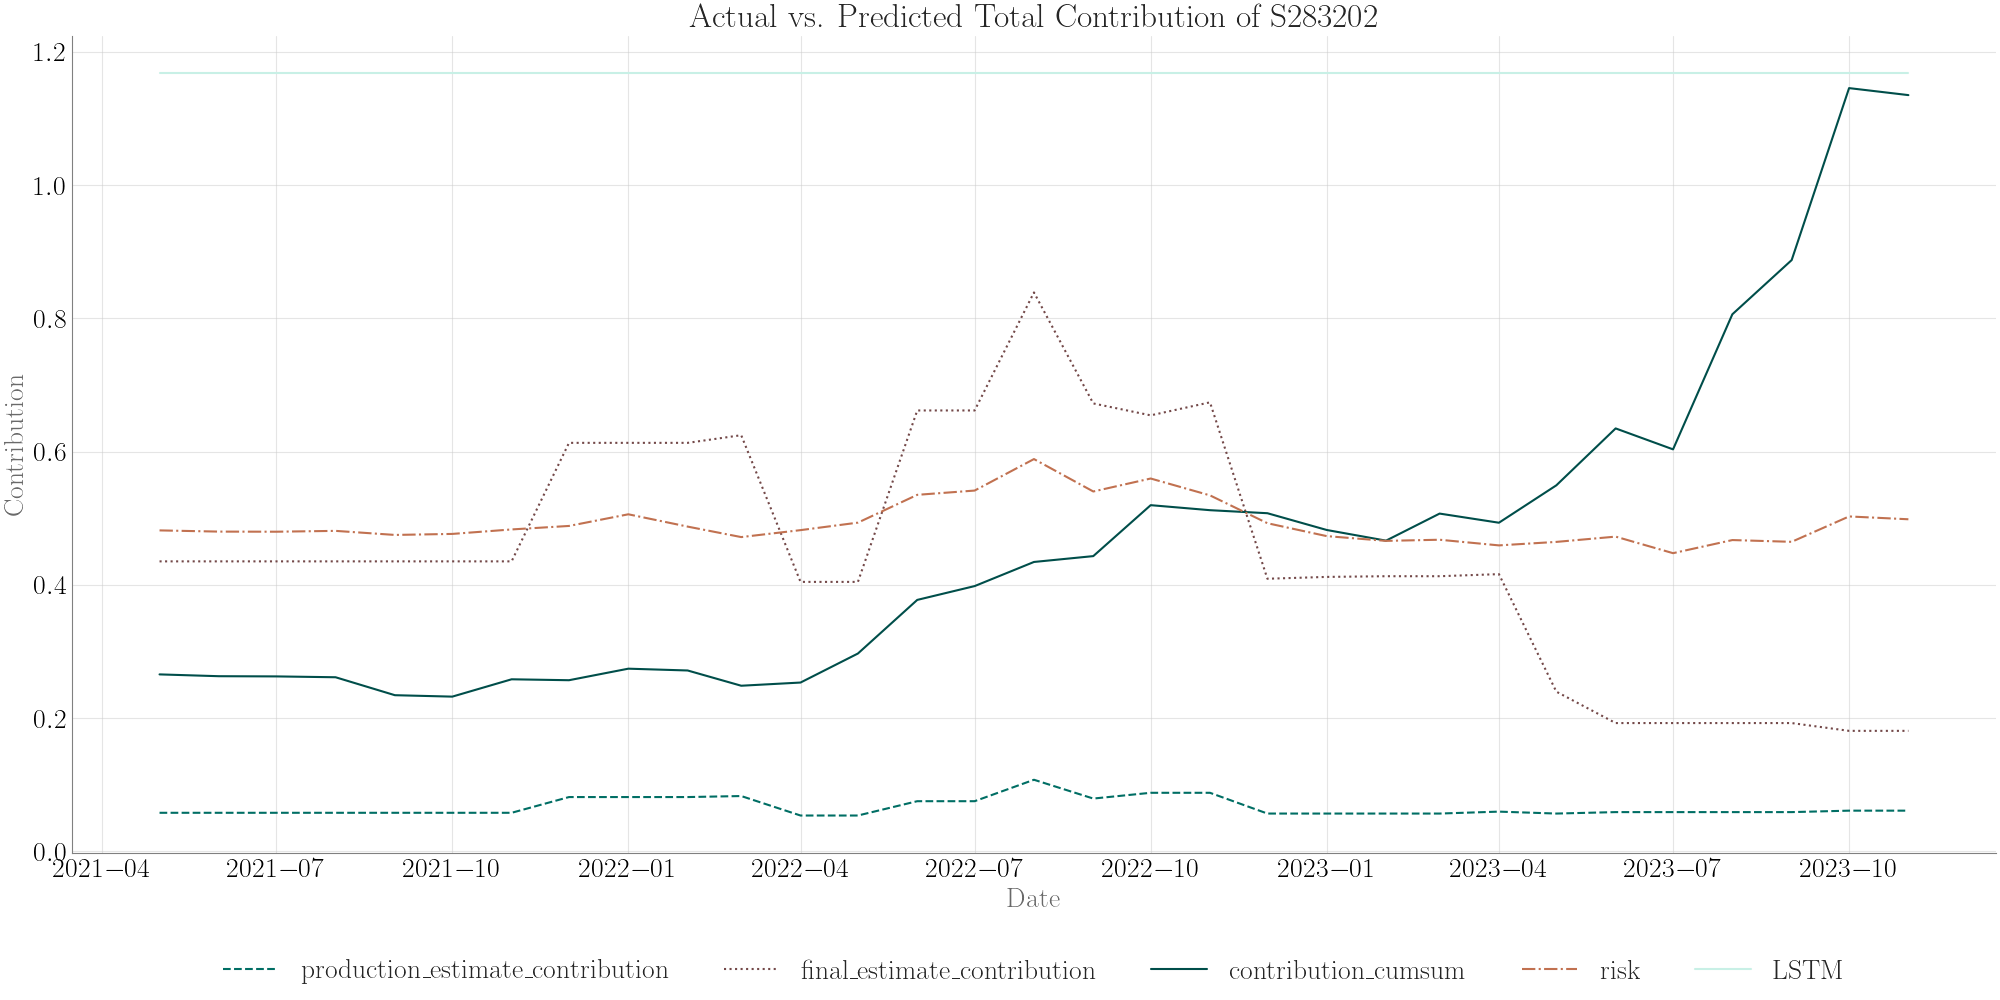 Actual vs. Predicted Total Contribution of S283202
1.2
1.0
0.8
0.6
0.4
0.2
0.0
Contribution
2021−04 2021−07 2021−10 2022−01 2022−04 2022−07 2022−10 2023−01 2023−04 2023−07 2023−10
Date
production_estimate_contribution final_estimate_contribution contribution_cumsum risk LSTM